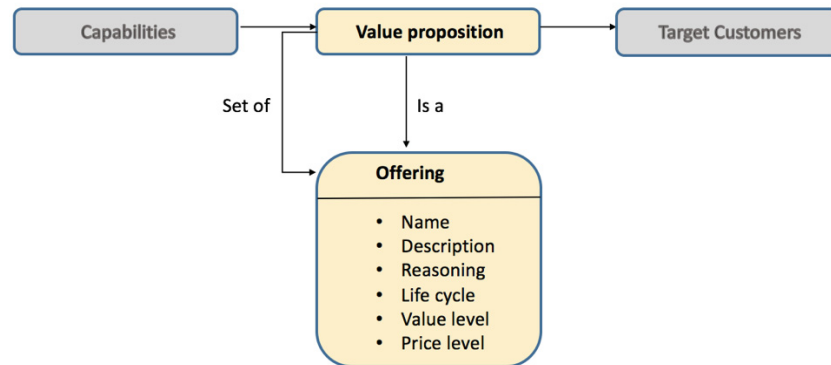 Capabilities
Value proposition
Target Customers
Set of
Is a
Offering
• Name
• Description
• Reasoning
• Life cycle
• Value level
• Price level